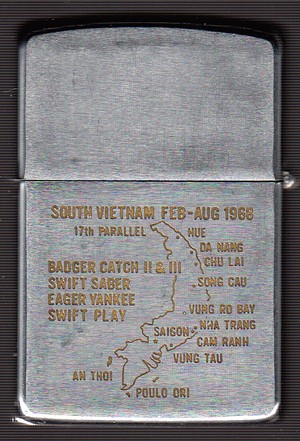 SOUTH VIETNAM FEB-AUG 1968
17th PARALLEL HUE
DA NANG
CHU LAI
BADGER CATCH II & III
SWIFT SABER
SONG CAU
EAGER YANKEE
SWIFT PLAY
VUNG RO BAY
NHA TRANG
SAIGON
CAM RANH
VUNG TAU
AN THOI
POULO ORI